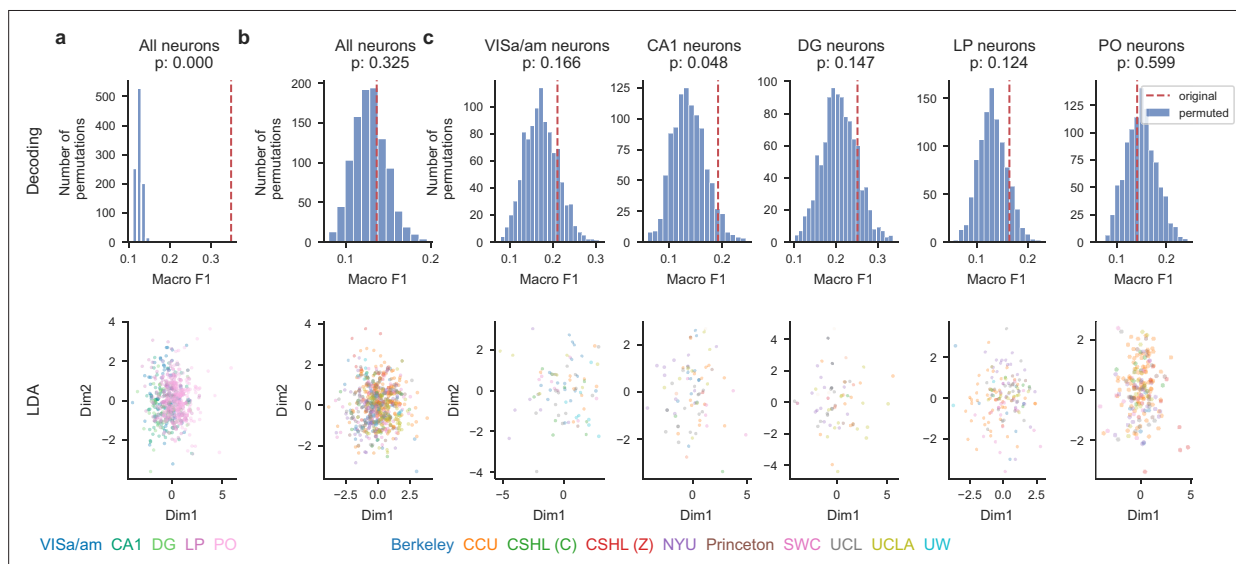 a
All neurons
p: 0.000
b
All neurons
p: 0.325
c
VISa/am neurons
p: 0.166
CA1 neurons
p: 0.048
DG neurons
p: 0.147
LP neurons
p: 0.124
PO neurons
p: 0.599
original
permuted
Decoding
Number of
permutations
500
400
300
200
100
0
0.1 0.2 0.3
Macro F1
Number of
permutations
200
150
100
50
0
0.1 0.2
Macro F1
Number of
permutations
100
80
60
40
20
0
0.1 0.2 0.3
Macro F1
125
100
75
50
25
0
0.1 0.2
Macro F1
100
80
60
40
20
0
0.1 0.2 0.3
Macro F1
150
100
50
0
0.1 0.2
Macro F1
125
100
75
50
25
0
0.1 0.2
Macro F1
LDA
Dim2
4
2
0
−2
0 5
Dim1
Dim2
4
3
2
1
0
−1
−2
−3
−2.5 0.0 2.5
Dim1
Dim2
2
0
−2
−4
−5 0
Dim1
2
0
−2
0 5
Dim1
4
2
0
−2
−4
0 5
Dim1
2
0
−2
−4
−2.5 0.0 2.5
Dim1
2
0
−2
0 5
Dim1
VISa/am CA1 DG LP PO
Berkeley CCU CSHL (C) CSHL (Z) NYU Princeton SWC UCL UCLA UW